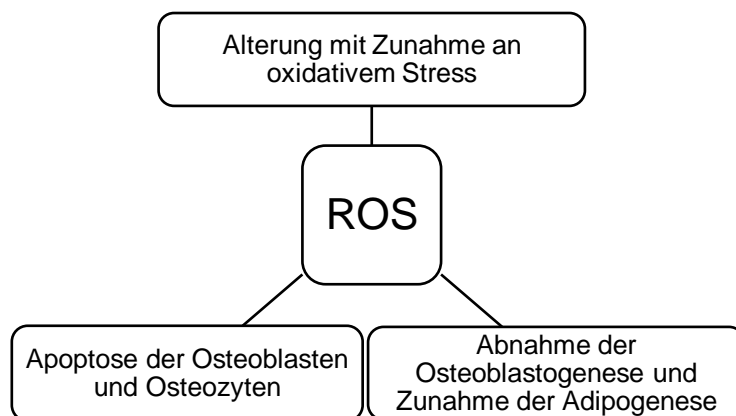 Alterung mit Zunahme an
oxidativem Stress
ROS
Apoptose der Osteoblasten
und Osteozyten
Abnahme der
Osteoblastogenese und
Zunahme der Adipogenese